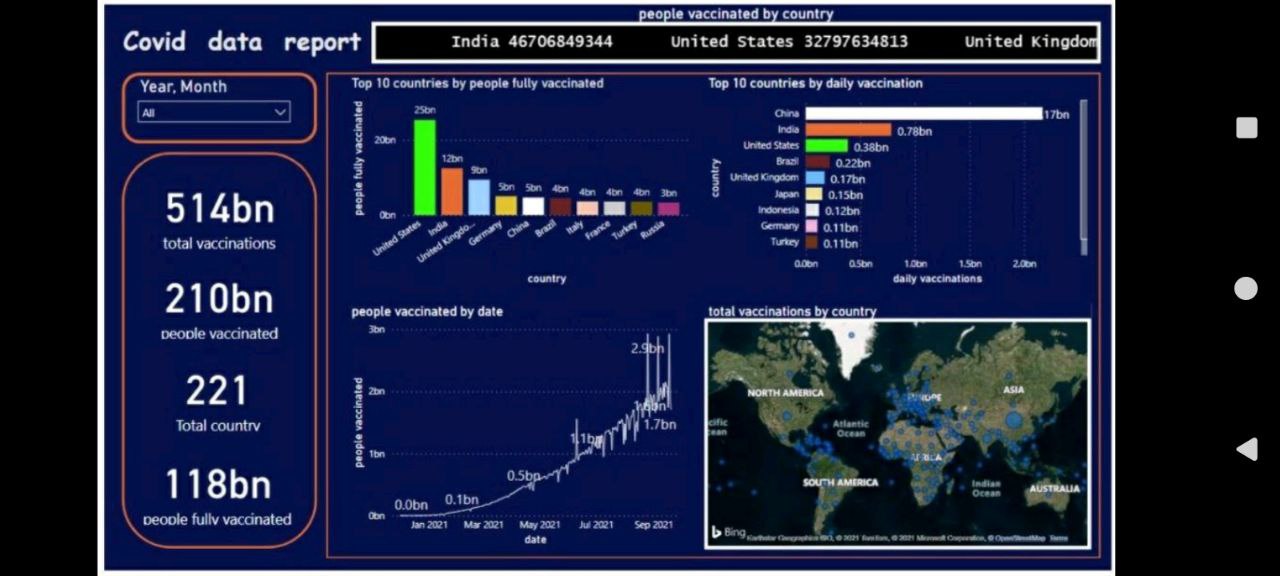 people vaccinated by country
Covid data report
India 46706849344 United States 32797634813 United Kingdom
Year, Month
All
514bn
total vaccinations
210bn
people vaccinated
221
Total country
118bn
people fully vaccinated
Top 10 countries by people fully vaccinated
people fully vaccinated
20bn
0bn
25bn
12bn
9bn
5bn
5bn
4bn
4bn
4bn
4bn
3bn
United States
India
United Kingdo...
Germany
China
Brazil
Italy
France
Turkey
Russia
country
Top 10 countries by daily vaccination
country
China 17bn
India 0.78bn
United States 0.38bn
Brazil 0.22bn
United Kingdom 0.17bn
Japan 0.15bn
Indonesia 0.12bn
Germany 0.11bn
Turkey 0.11bn
0.0bn 0.5bn 1.0bn 1.5bn 2.0bn
daily vaccinations
people vaccinated by date
people vaccinated
3bn
2bn
1bn
0bn
0.0bn
0.1bn
0.5bn
1.1bn
2.9bn
1.7bn
Jan 2021 Mar 2021 May 2021 Jul 2021 Sep 2021
date
total vaccinations by country
NORTH AMERICA
EUROPE
ASIA
cific
ean
Atlantic
Ocean
AFRICA
SOUTH AMERICA
Indian
Ocean
AUSTRALIA
Bing
© 2021 TomTom, © 2021 Microsoft Corporation, © OpenStreetMap Terms